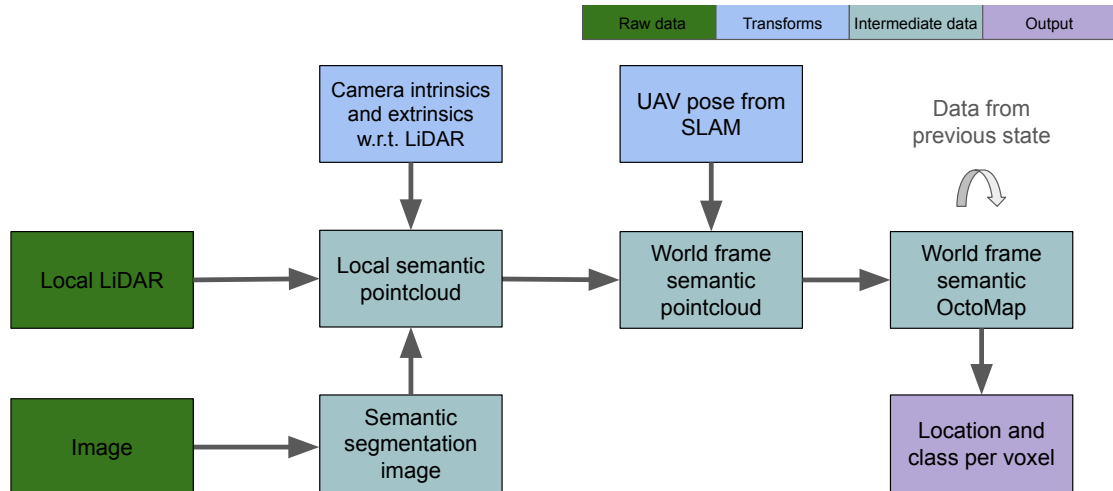 Raw data
Transforms
Intermediate data
Output
Camera intrinsics
and extrinsics
w.r.t. LiDAR
UAV pose from
SLAM
Data from
previous state
Local LiDAR
Local semantic
pointcloud
World frame
semantic
pointcloud
World frame
semantic
OctoMap
Image
Semantic
segmentation
image
Location and
class per voxel